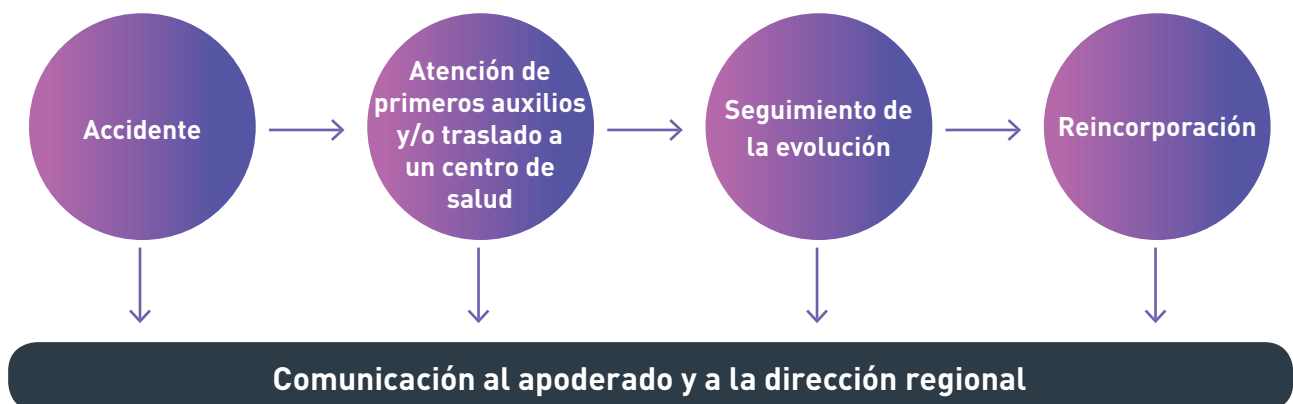 Accidente
Atención de
primeros auxilios
y/o traslado a
un centro de
salud
Seguimiento de
la evolución
Reincorporación
Comunicación al apoderado y a la dirección regional